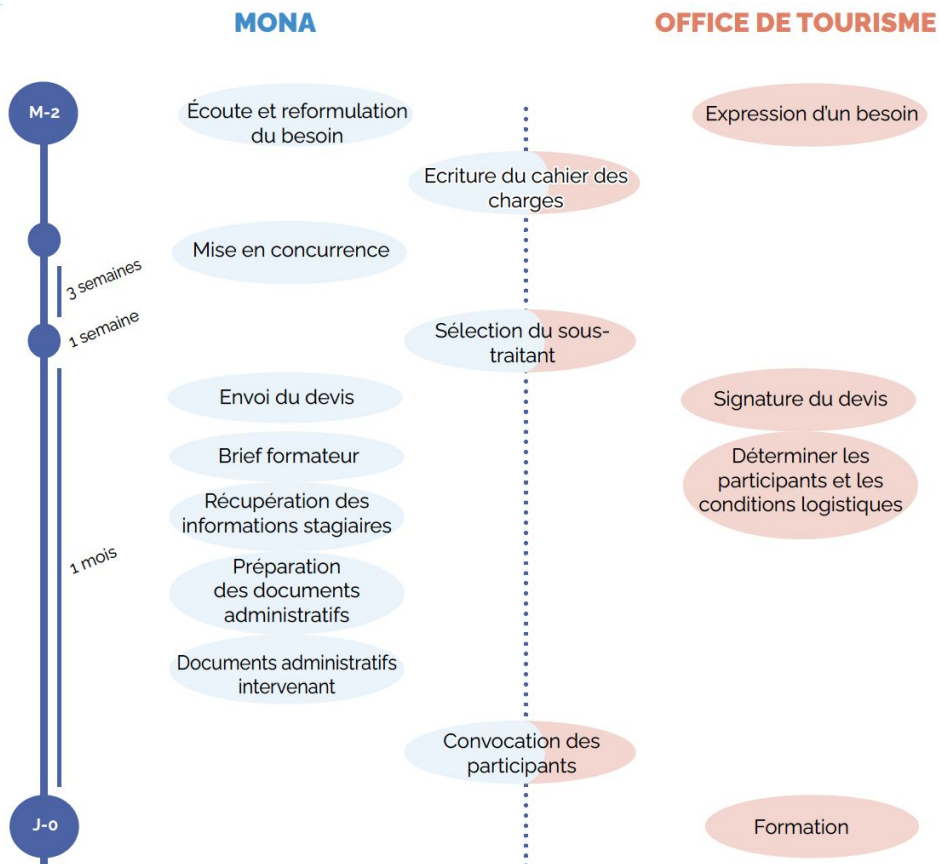 MONA
OFFICE DE TOURISME
M-2
Écoute et reformulation
du besoin
Expression d'un besoin
Ecriture du cahier des
charges
Mise en concurrence
3 semaines
1 semaine
Sélection du sous-
traitant
Envoi du devis
Signature du devis
Brief formateur
Déterminer les
participants et les
conditions logistiques
Récupération des
informations stagiaires
1 mois
Préparation
des documents
administratifs
Documents administratifs
intervenant
Convocation des
participants
J-0
Formation